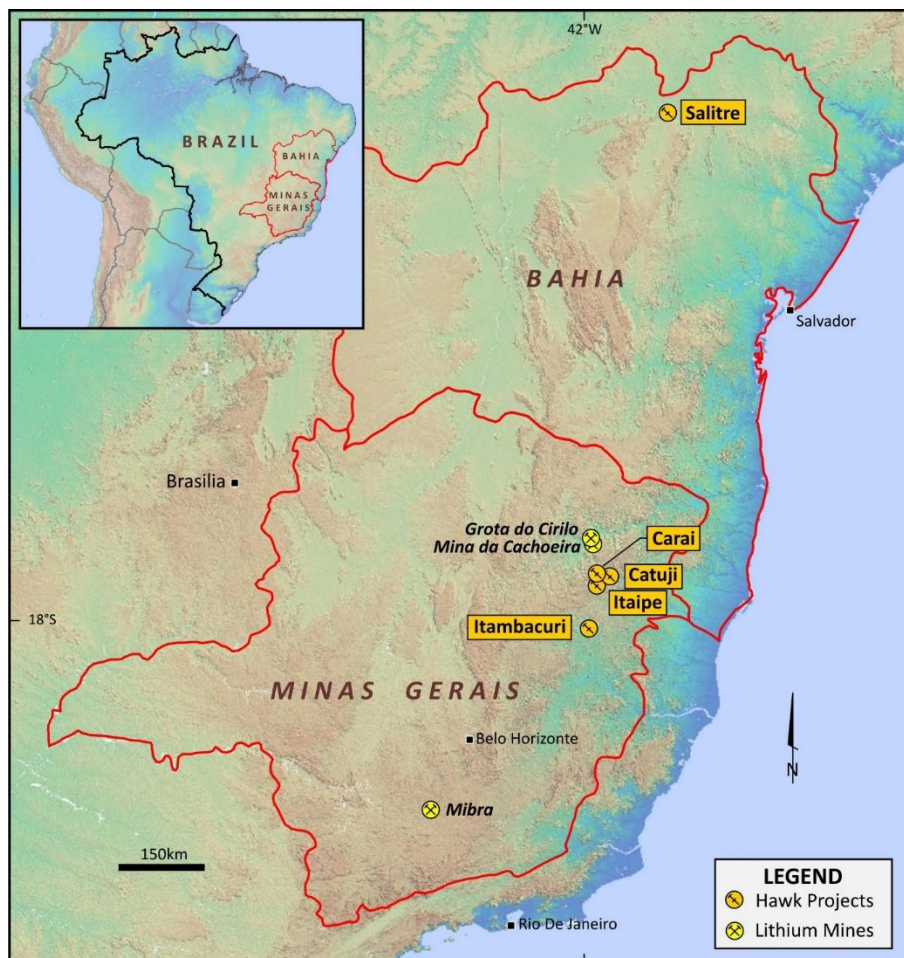 42°W
Salitre
BRAZIL
BAHIA
MINAS
GERAIS
BAHIA
Salvador
Brasilia
Grota do Cirilo
Mina da Cachoeira
Carai
Catuji
Itaipe
18°S
Itambacuri
MINAS GERAIS
Belo Horizonte
N
Mibra
150km
LEGEND
Hawk Projects
Lithium Mines
Rio De Janeiro